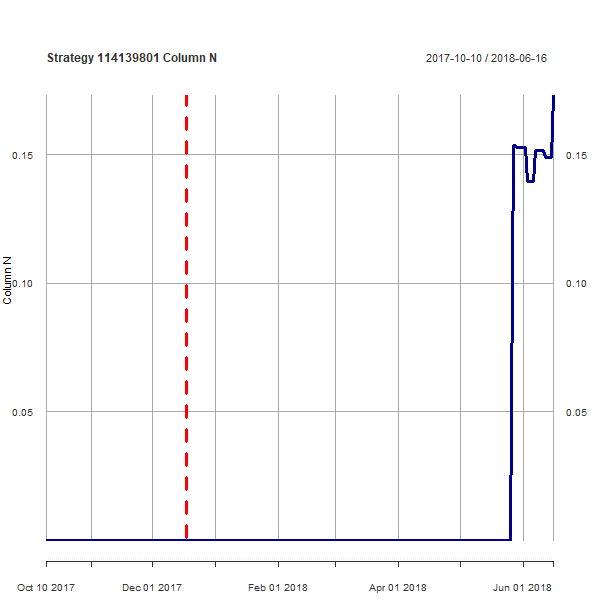 Strategy 114139801 Column N
2017-10-10 / 2018-06-16
0.15
0.15
Column N
0.10
0.10
0.05
0.05
Oct 10 2017
Dec 01 2017
Feb 01 2018
Apr 01 2018
Jun 01 2018